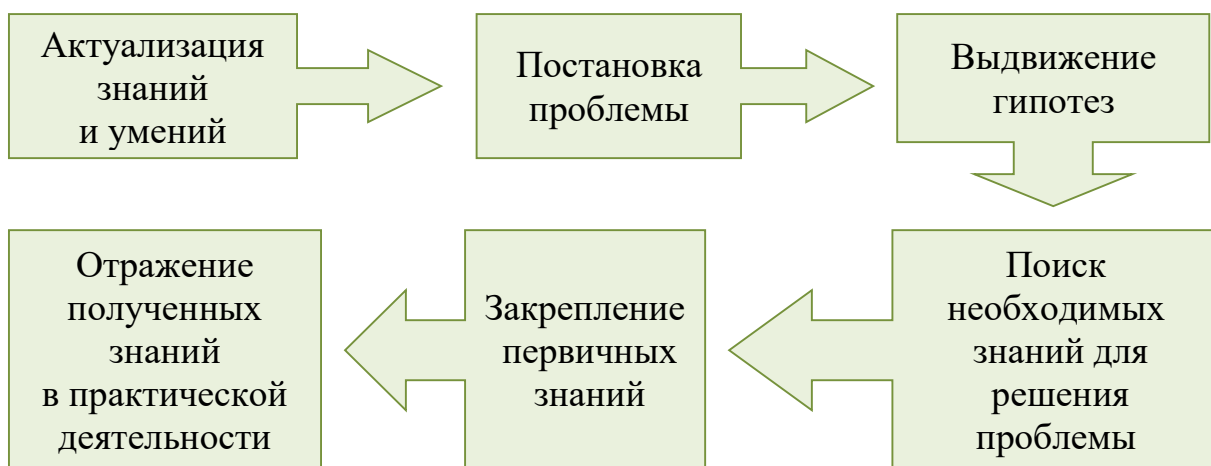 Актуализация
знаний
и умений
Постановка
проблемы
Выдвижение
гипотез
Поиск
необходимых
знаний для
решения
проблемы
Закрепление
первичных
знаний
Отражение
полученных
знаний
в практической
деятельности